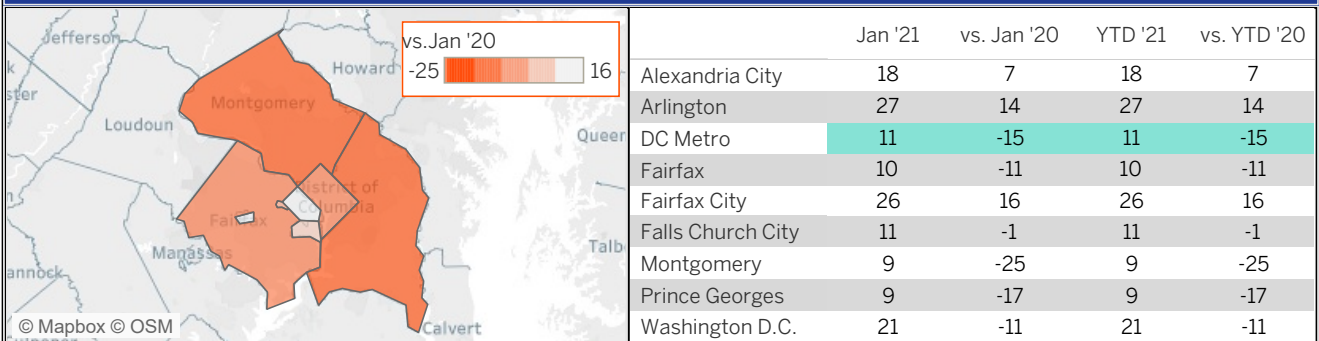 Jefferson
vs.Jan '20
-25 16
Howard
Montgomery
Loudoun
Queen
District of
Columbia
Fairfax
Manassas
Talb
annock
© Mapbox © OSM
Calvert
Jan '21 vs. Jan '20 YTD '21 vs. YTD '20
Alexandria City 18 7 18 7
Arlington 27 14 27 14
DC Metro 11 -15 11 -15
Fairfax 10 -11 10 -11
Fairfax City 26 16 26 16
Falls Church City 11 -1 11 -1
Montgomery 9 -25 9 -25
Prince Georges 9 -17 9 -17
Washington D.C. 21 -11 21 -11